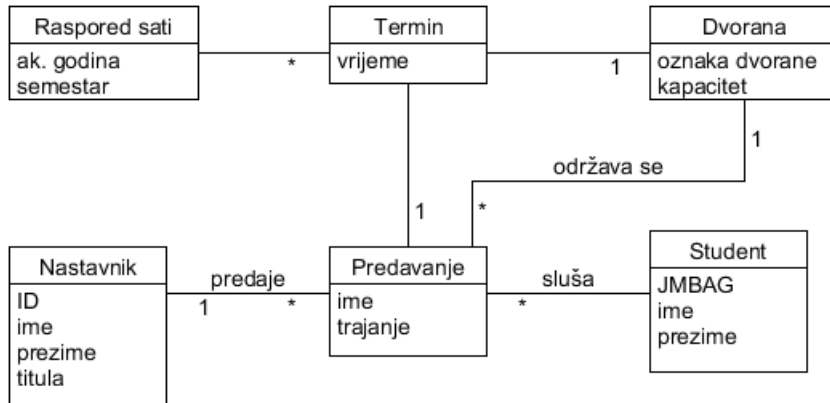 Raspored sati
ak. godina
semestar
*
Termin
vrijeme
1
Dvorana
oznaka dvorane
kapacitet
1
održava se
1
*
Nastavnik
ID
ime
prezime
titula
predaje
1
*
Predavanje
ime
trajanje
sluša
*
Student
JMBAG
ime
prezime